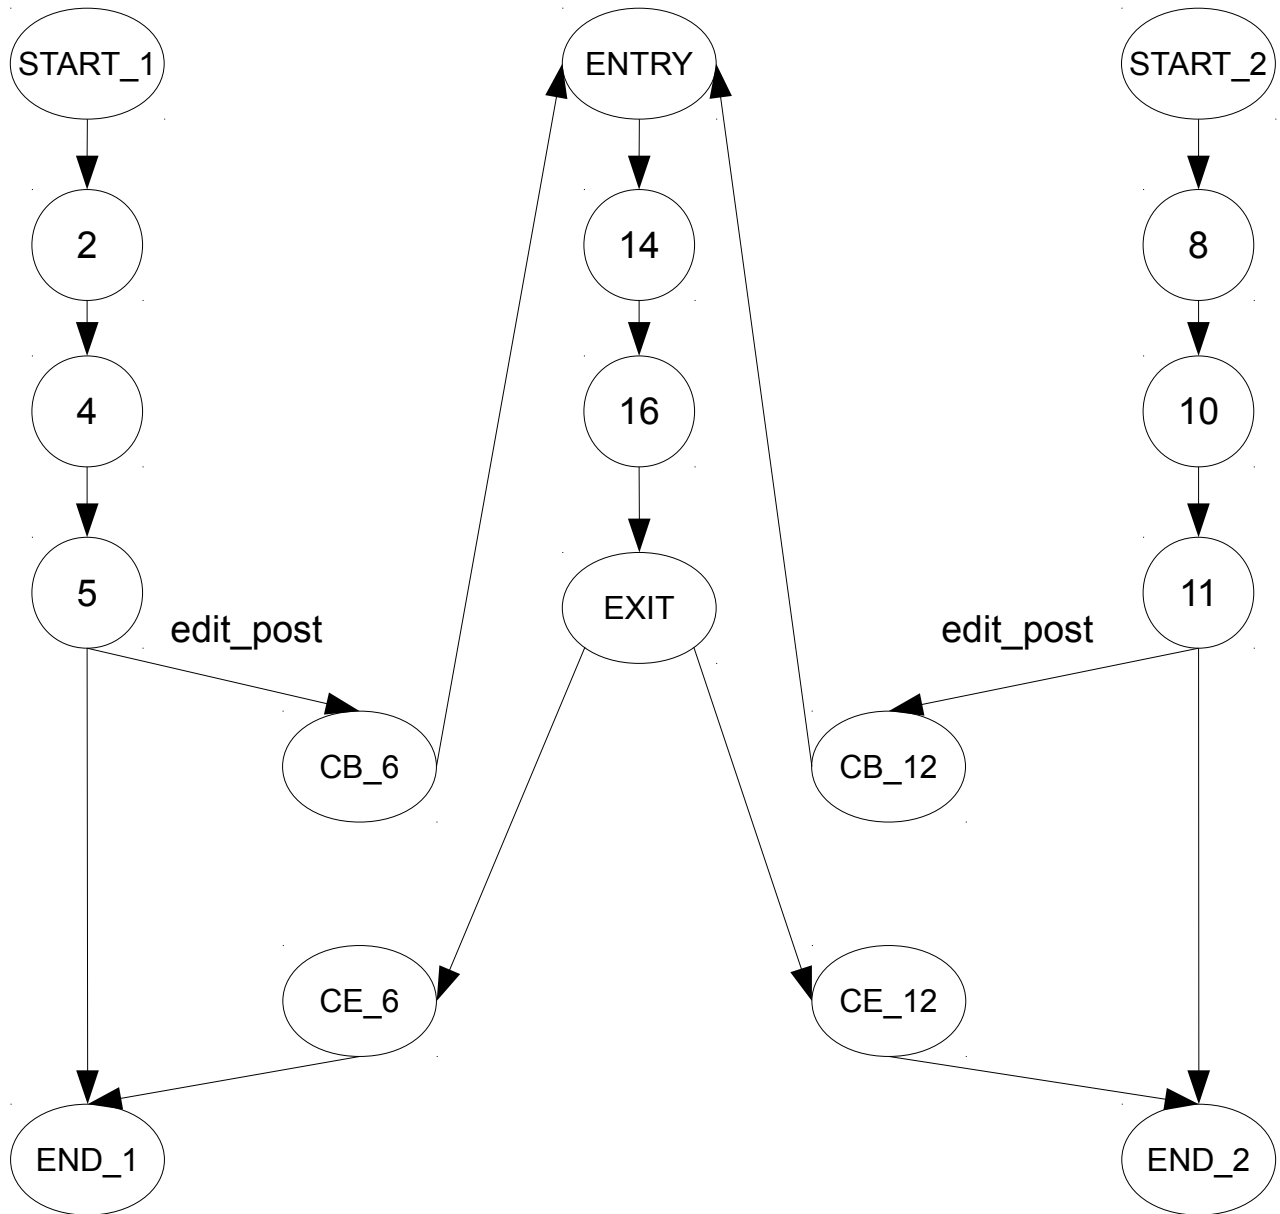 START_1
ENTRY
START_2
2
14
8
4
16
10
5
EXIT
11
edit_post
edit_post
CB_6
CB_12
CE_6
CE_12
END_1
END_2